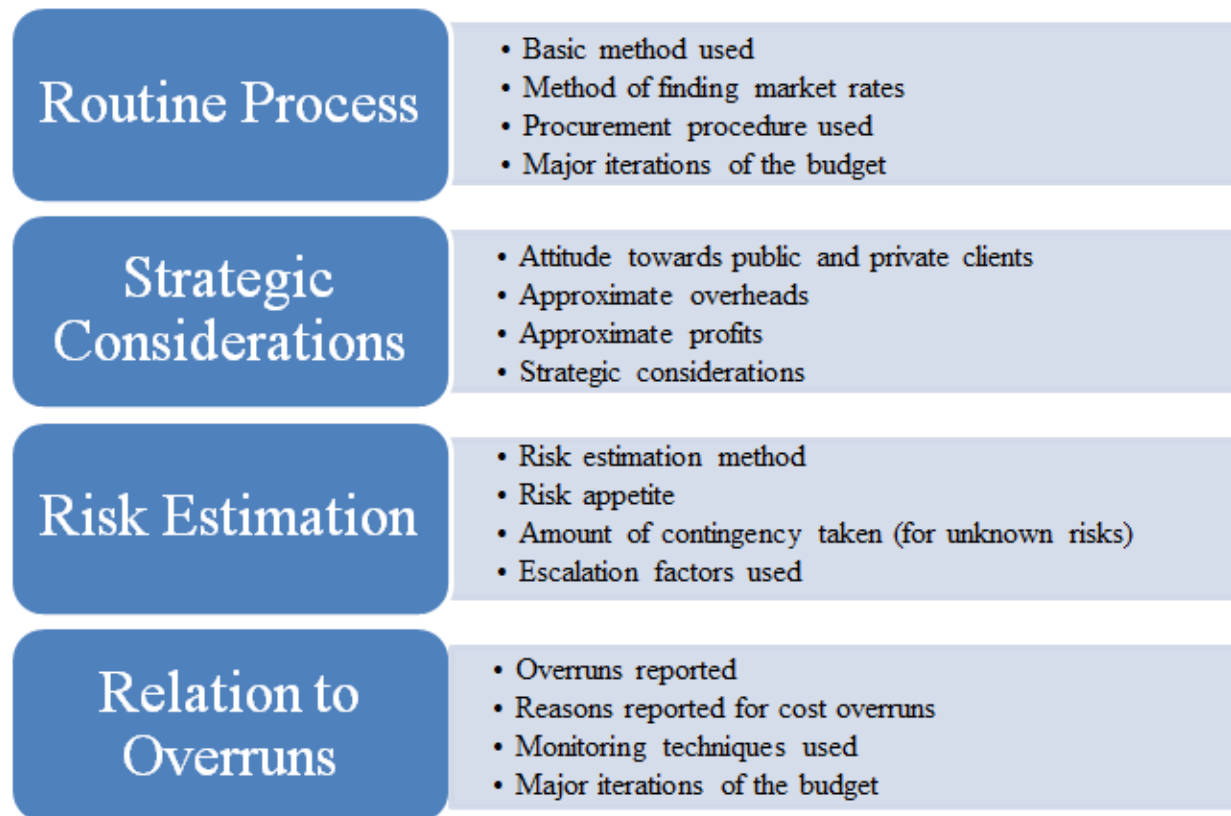 Routine Process
• Basic method used
• Method of finding market rates
• Procurement procedure used
• Major iterations of the budget
Strategic
Considerations
• Attitude towards public and private clients
• Approximate overheads
• Approximate profits
• Strategic considerations
Risk Estimation
• Risk estimation method
• Risk appetite
• Amount of contingency taken (for unknown risks)
• Escalation factors used
Relation to
Overruns
• Overruns reported
• Reasons reported for cost overruns
• Monitoring techniques used
• Major iterations of the budget